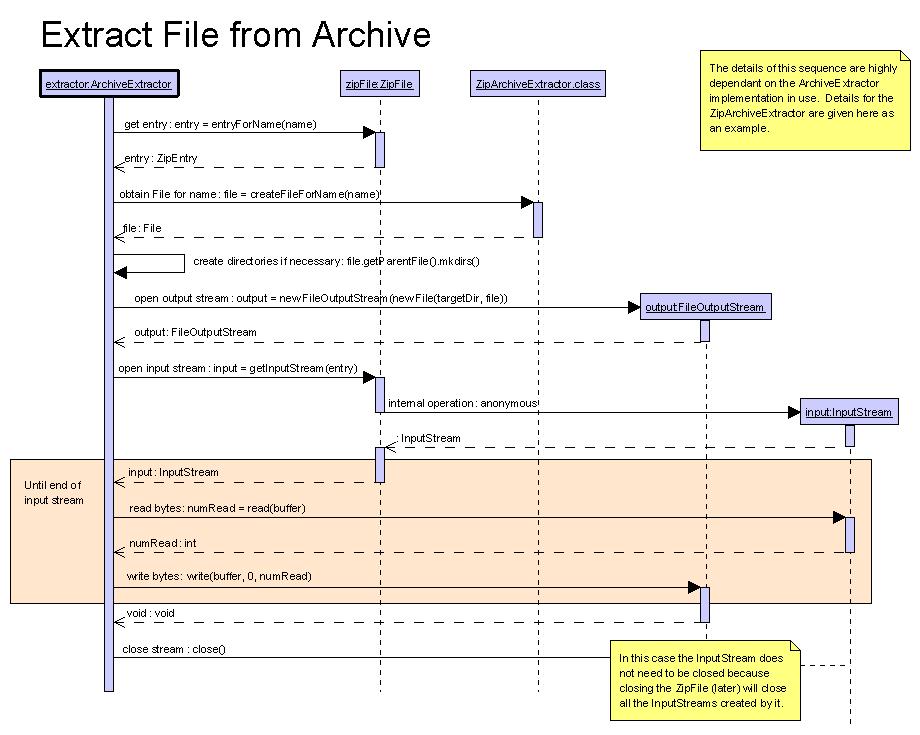 Extract File from Archive
extractor:ArchiveExtractor
zipFile:ZipFile
ZipArchiveExtractor.class
The details of this sequence are highly
dependant on the ArchiveExtractor
implementation in use. Details for the
ZipArchiveExtractor are given here as
an example.
get entry: entry = entryForName(name)
entry: ZipEntry
obtain File for name: file = createFileForName(name)
file: File
create directories if necessary: file.getParentFile().mkdirs()
open output stream: output = newFileOutputStream(newFile(targetDir, file))
output:FileOutputStream
output: FileOutputStream
open input stream: input = getInputStream(entry)
internal operation: anonymous
input:InputStream
: InputStream
input: InputStream
Until end of
input stream
read bytes: numRead = read(buffer)
numRead: int
write bytes: write(buffer, 0, numRead)
void: void
close stream: close()
In this case the InputStream does
not need to be closed because
closing the ZipFile (later) will close
all the InputStreams created by it.